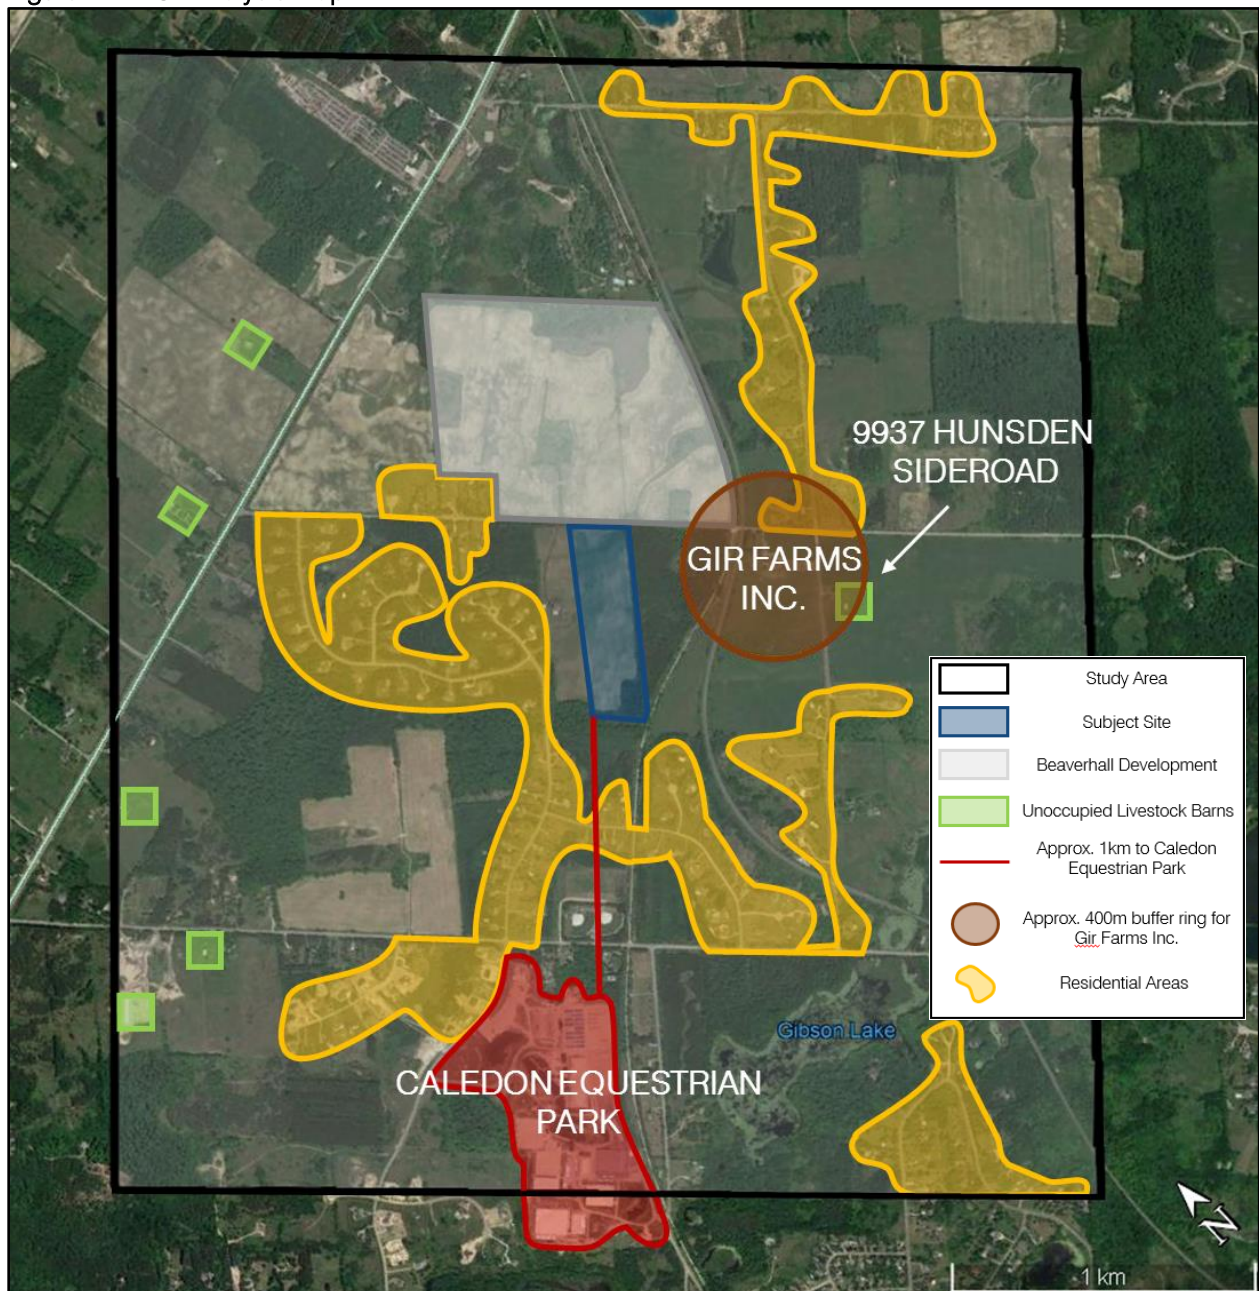 9937 HUNSDEN
SIDEROAD
GIR FARMS
INC.
Study Area
Subject Site
Beaverhall Development
Unoccupied Livestock Barns
Approx. 1km to Caledon
Equestrian Park
Approx. 400m buffer ring for
Gir Farms Inc.
Residential Areas
Gibson Lake
CALEDON EQUESTRIAN
PARK
N
1 km